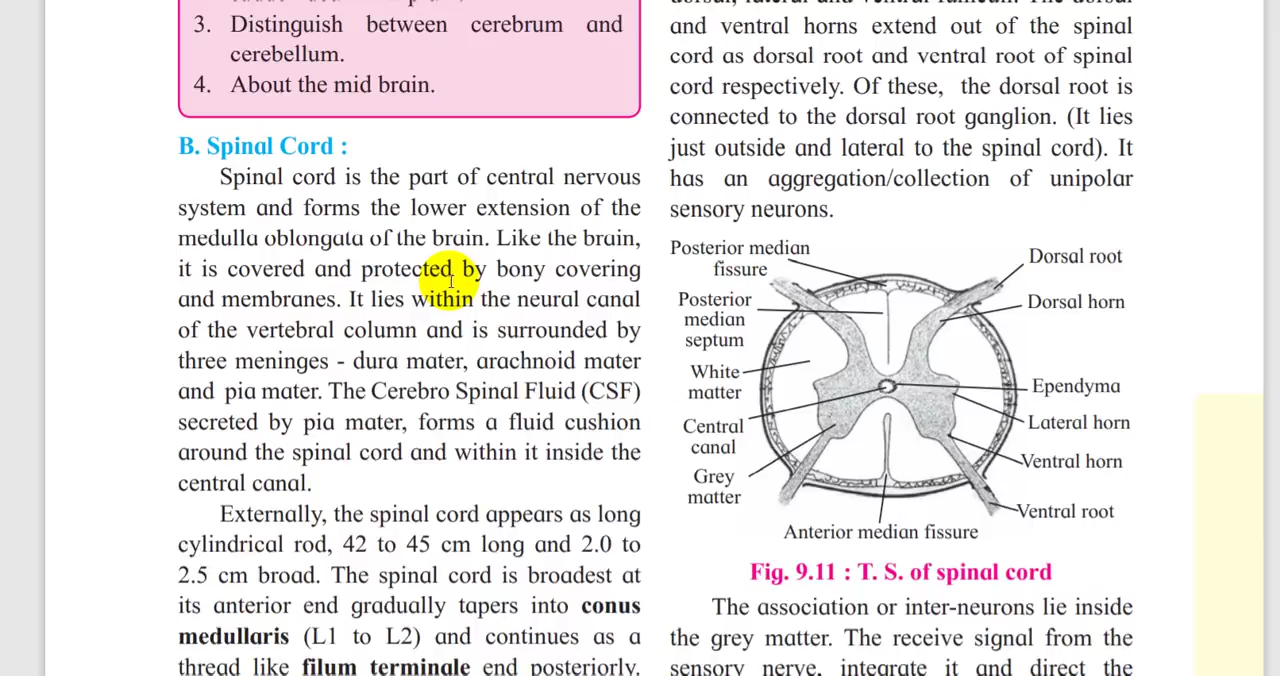 3. Distinguish between cerebrum and
cerebellum.
4. About the mid brain.
B. Spinal Cord :
Spinal cord is the part of central nervous
system and forms the lower extension of the
medulla oblongata of the brain. Like the brain,
it is covered and protected by bony covering
and membranes. It lies within the neural canal
of the vertebral column and is surrounded by
three meninges - dura mater, arachnoid mater
and pia mater. The Cerebro Spinal Fluid (CSF)
secreted by pia mater, forms a fluid cushion
around the spinal cord and within it inside the
central canal.
Externally, the spinal cord appears as long
cylindrical rod, 42 to 45 cm long and 2.0 to
2.5 cm broad. The spinal cord is broadest at
its anterior end gradually tapers into conus
medullaris (L1 to L2) and continues as a
thread like filum terminale end posteriorly.
and ventral horns extend out of the spinal
cord as dorsal root and ventral root of spinal
cord respectively. Of these, the dorsal root is
connected to the dorsal root ganglion. (It lies
just outside and lateral to the spinal cord). It
has an aggregation/collection of unipolar
sensory neurons.
Posterior median
fissure
Posterior
median
septum
White
matter
Central
canal
Grey
matter
Dorsal root
Dorsal horn
Ependyma
Lateral horn
Ventral horn
Ventral root
Anterior median fissure
Fig. 9.11 : T. S. of spinal cord
The association or inter-neurons lie inside
the grey matter. The receive signal from the
sensory nerve, integrate it and direct the